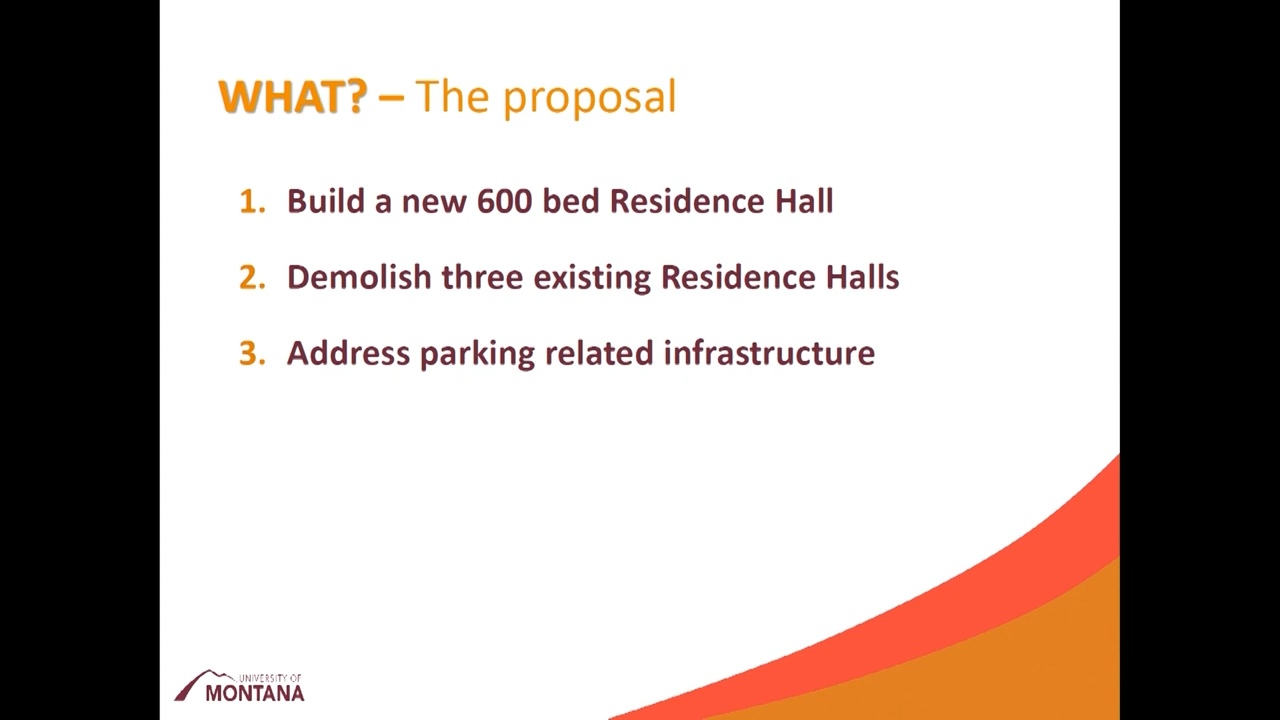 WHAT? – The proposal
1. Build a new 600 bed Residence Hall
2. Demolish three existing Residence Halls
3. Address parking related infrastructure
UNIVERSITY OF
MONTANA